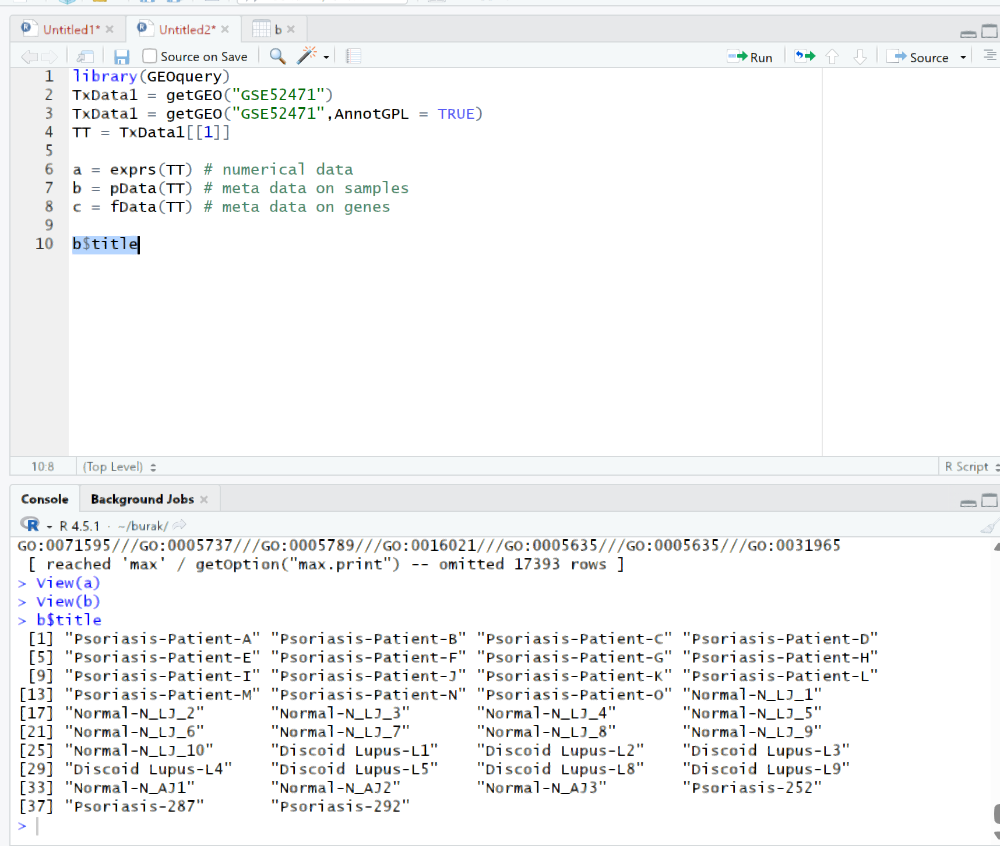 Untitled1* Untitled2* b
Source on Save Run Source
1 library(GEOquery)
2 TxData1 = getGEO("GSE52471")
3 TxData1 = getGEO("GSE52471",AnnotGPL = TRUE)
4 TT = TxData1[[1]]
5
6 a = exprs(TT) # numerical data
7 b = pData(TT) # meta data on samples
8 c = fData(TT) # meta data on genes
9
10 b$title
10:8 (Top Level) R Script
Console Background Jobs
R 4.5.1 · ~/burak/
GO:0071595///GO:0005737///GO:0005789///GO:0016021///GO:0005635///GO:0005635///GO:0031965
[ reached 'max' / getOption("max.print") -- omitted 17393 rows ]
> View(a)
> View(b)
> b$title
[1] "Psoriasis-Patient-A" "Psoriasis-Patient-B" "Psoriasis-Patient-C" "Psoriasis-Patient-D"
[5] "Psoriasis-Patient-E" "Psoriasis-Patient-F" "Psoriasis-Patient-G" "Psoriasis-Patient-H"
[9] "Psoriasis-Patient-I" "Psoriasis-Patient-J" "Psoriasis-Patient-K" "Psoriasis-Patient-L"
[13] "Psoriasis-Patient-M" "Psoriasis-Patient-N" "Psoriasis-Patient-O" "Normal-N_LJ_1"
[17] "Normal-N_LJ_2" "Normal-N_LJ_3" "Normal-N_LJ_4" "Normal-N_LJ_5"
[21] "Normal-N_LJ_6" "Normal-N_LJ_7" "Normal-N_LJ_8" "Normal-N_LJ_9"
[25] "Normal-N_LJ_10" "Discoid Lupus-L1" "Discoid Lupus-L2" "Discoid Lupus-L3"
[29] "Discoid Lupus-L4" "Discoid Lupus-L5" "Discoid Lupus-L8" "Discoid Lupus-L9"
[33] "Normal-N_AJ1" "Normal-N_AJ2" "Normal-N_AJ3" "Psoriasis-252"
[37] "Psoriasis-287" "Psoriasis-292"
>